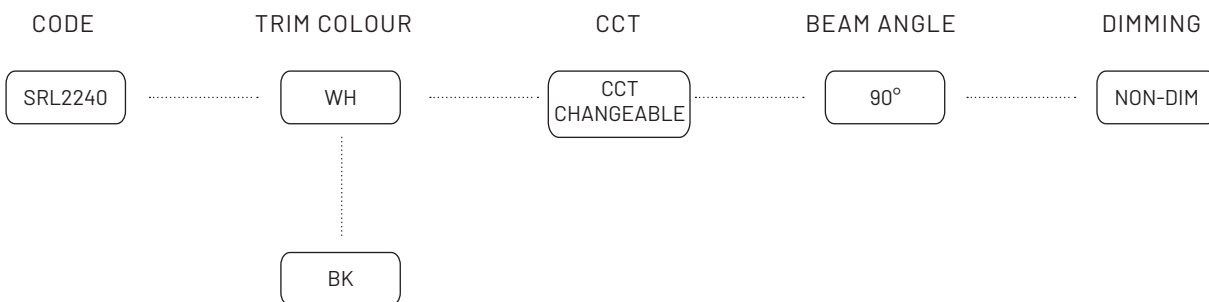 CODE
TRIM COLOUR
CCT
BEAM ANGLE
DIMMING
SRL2240
WH
CCT
CHANGEABLE
90°
NON-DIM
BK